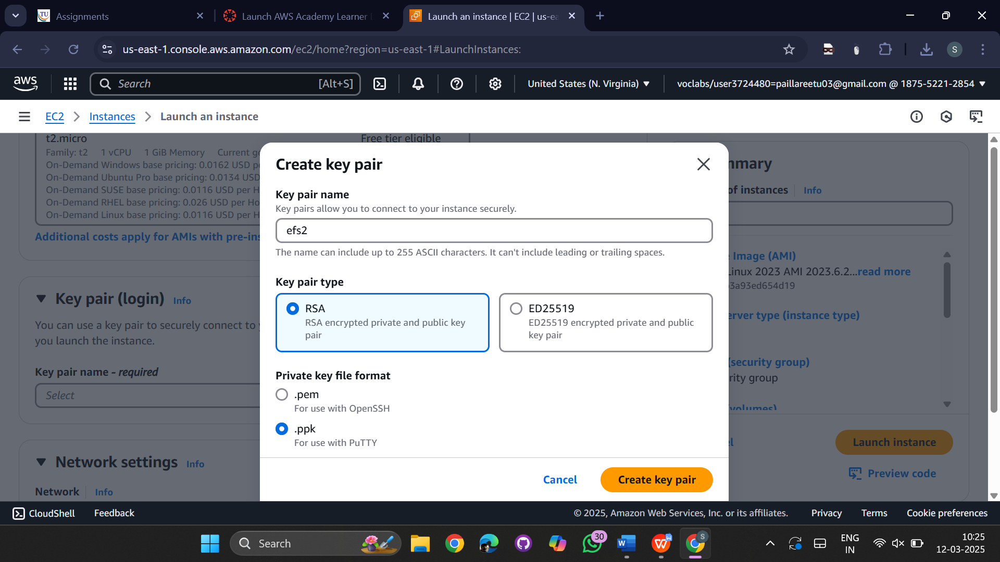 Assignments
Launch AWS Academy Learner
Launch an instance | EC2 | us-ea
us-east-1.console.aws.amazon.com/ec2/home?region=us-east-1#LaunchInstances:
S
aws
Search [Alt+S]
United States (N. Virginia)
voclabs/user3724480=paillareetu03@gmail.com @ 1875-5221-2854
EC2 > Instances > Launch an instance
t2.micro Free tier eligible
Family: t2 1 vCPU 1 GiB Memory Current ge
On-Demand Windows base pricing: 0.0162 USD pe
On-Demand Ubuntu Pro base pricing: 0.0134 USD
On-Demand SUSE base pricing: 0.0116 USD per H
On-Demand RHEL base pricing: 0.026 USD per Ho
On-Demand Linux base pricing: 0.0116 USD per H
Additional costs apply for AMIs with pre-ins
Key pair (login) Info
You can use a key pair to securely connect to y
you launch the instance.
Key pair name - required
Select
Network settings Info
Network Info
Create key pair
Key pair name
Key pairs allow you to connect to your instance securely.
efs2
The name can include up to 255 ASCII characters. It can't include leading or trailing spaces.
Key pair type
RSA
RSA encrypted private and public key
pair
ED25519
ED25519 encrypted private and public
key pair
Private key file format
.pem
For use with OpenSSH
.ppk
For use with PuTTY
Cancel
Create key pair
mmary
of instances Info
Image (AMI)
Linux 2023 AMI 2023.6.2...read more
3a93ed654d19
erver type (instance type)
(security group)
rity group
(volumes)
el
Launch instance
Preview code
CloudShell Feedback
© 2025, Amazon Web Services, Inc. or its affiliates. Privacy Terms Cookie preferences
Search
30
S
ENG
IN
10:25
12-03-2025